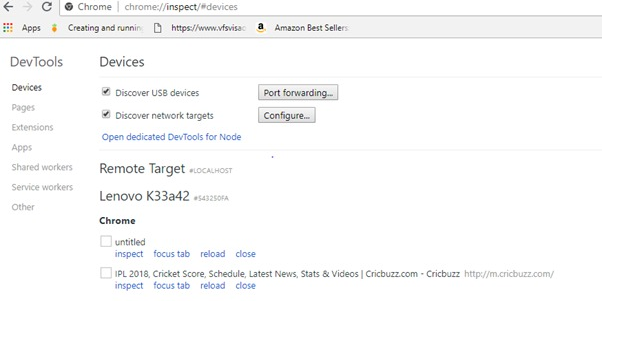 Chrome chrome://inspect/#devices
Apps Creating and runnin https://www.vfsvisac Amazon Best Sellers
DevTools
Devices
Pages
Extensions
Apps
Shared workers
Service workers
Other
Devices
Discover USB devices Port forwarding...
Discover network targets Configure...
Open dedicated DevTools for Node
Remote Target #LOCALHOST
Lenovo K33a42 #543250FA
Chrome
untitled
inspect focus tab reload close
IPL 2018, Cricket Score, Schedule, Latest News, Stats & Videos | Cricbuzz.com - Cricbuzz http://m.cricbuzz.com/
inspect focus tab reload close